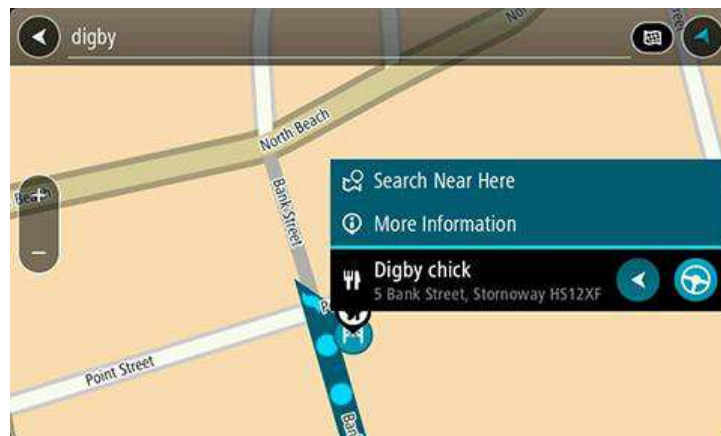 digby
North Beach
Bank Street
Search Near Here
More Information
Digby chick
5 Bank Street, Stornoway HS12XF
Point Street